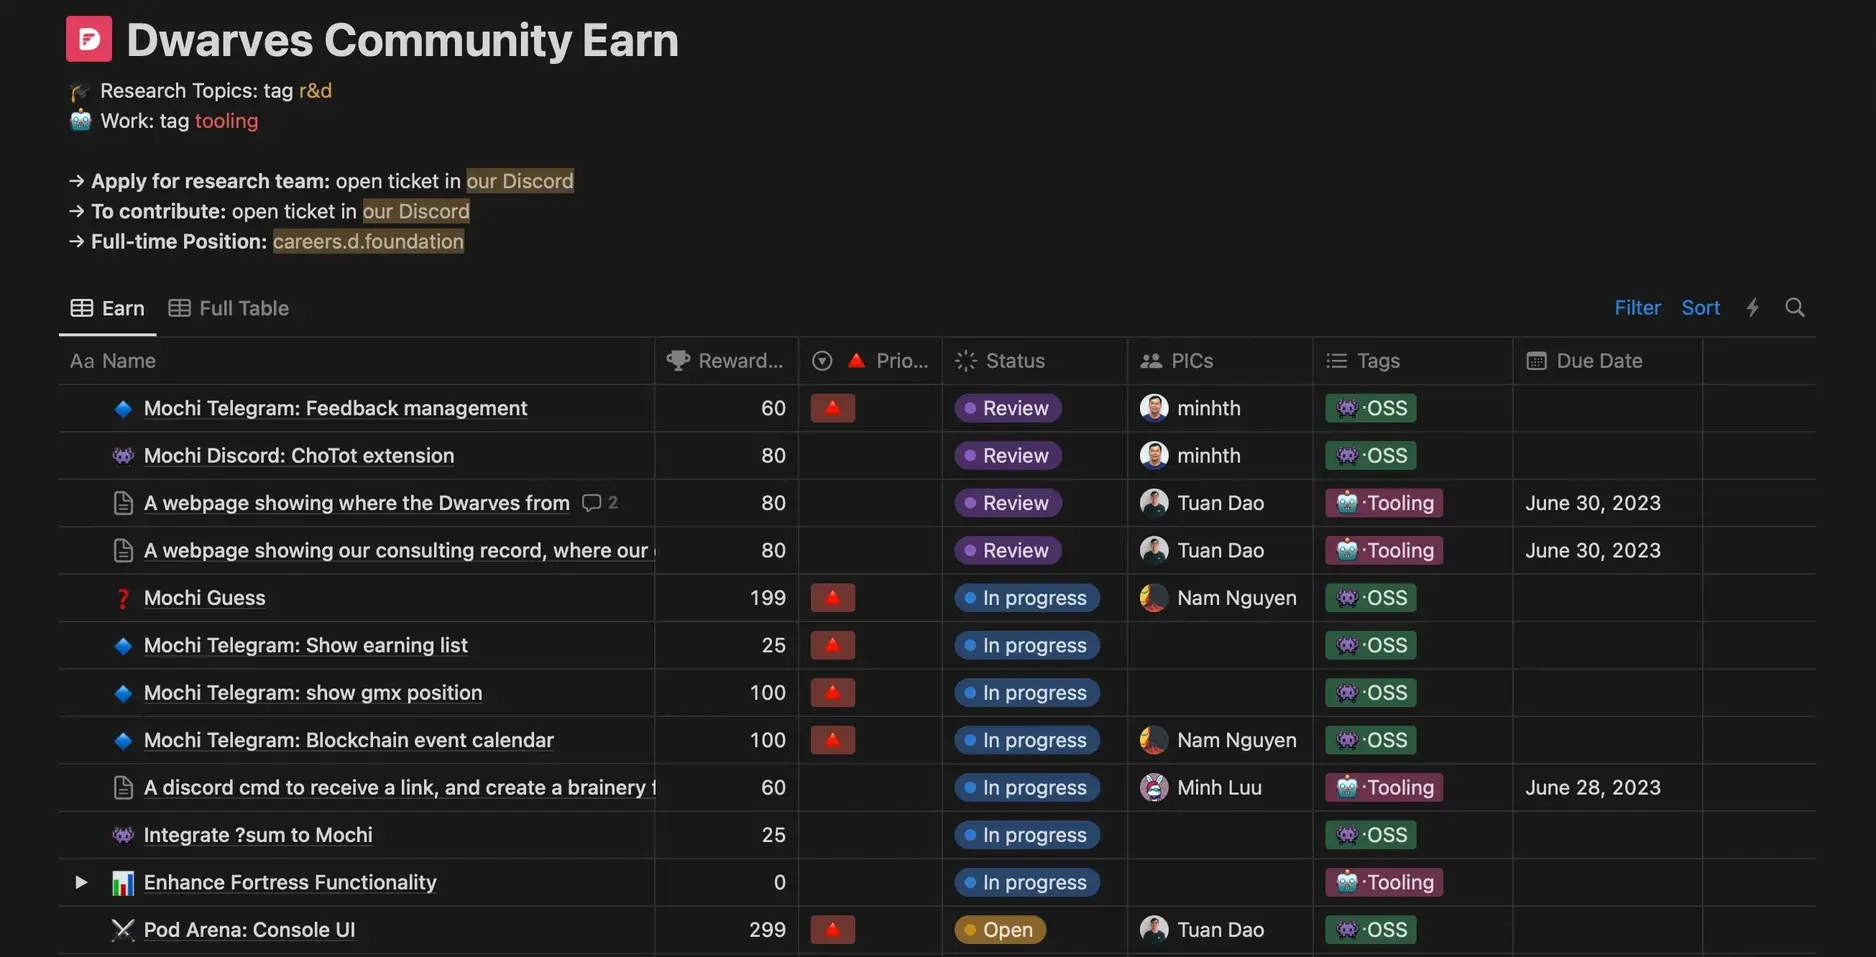 Dwarves Community Earn
Research Topics: tag r&d
Work: tag tooling
→ Apply for research team: open ticket in our Discord
→ To contribute: open ticket in our Discord
→ Full-time Position: careers.d.foundation
Earn Full Table Filter Sort
Aa Name Reward... Prio... Status PICs Tags Due Date
Mochi Telegram: Feedback management 60 Review minhth ·OSS
Mochi Discord: ChoTot extension 80 Review minhth ·OSS
A webpage showing where the Dwarves from 2 80 Review Tuan Dao ·Tooling June 30, 2023
A webpage showing our consulting record, where our 80 Review Tuan Dao ·Tooling June 30, 2023
Mochi Guess 199 In progress Nam Nguyen ·OSS
Mochi Telegram: Show earning list 25 In progress ·OSS
Mochi Telegram: show gmx position 100 In progress ·OSS
Mochi Telegram: Blockchain event calendar 100 In progress Nam Nguyen ·OSS
A discord cmd to receive a link, and create a brainery 60 In progress Minh Luu ·Tooling June 28, 2023
Integrate ?sum to Mochi 25 In progress ·OSS
Enhance Fortress Functionality 0 In progress ·Tooling
Pod Arena: Console UI 299 Open Tuan Dao ·OSS